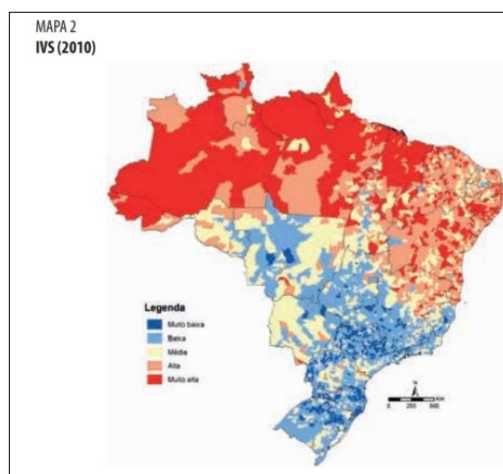 MAPA 2
IVS (2010)
Legenda
Muito baixa
Baixa
Média
Alta
Muito alta
N
0 250 500
Km